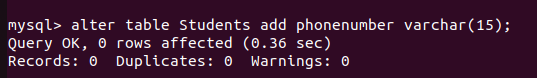 mysql> alter table Students add phonenumber varchar(15);
Query OK, 0 rows affected (0.36 sec)
Records: 0  Duplicates: 0  Warnings: 0